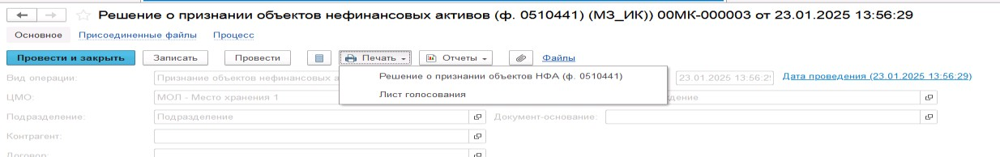 Решение о признании объектов нефинансовых активов (ф. 0510441) (МЗ_ИК)) 00МК-000003 от 23.01.2025 13:56:29
Основное Присоединенные файлы Процесс
Провести и закрыть Записать Провести Печать Отчеты Файлы
Вид операции: Признание объектов нефинансовых а 23.01.2025 13:56:2 Дата проведения (23.01.2025 13:56:29)
Решение о признании объектов НФА (ф. 0510441)
ЦМО: МОЛ - Место хранения 1
Лист голосования
Подразделение: Подразделение Документ-основание:
Контрагент:
Договор: